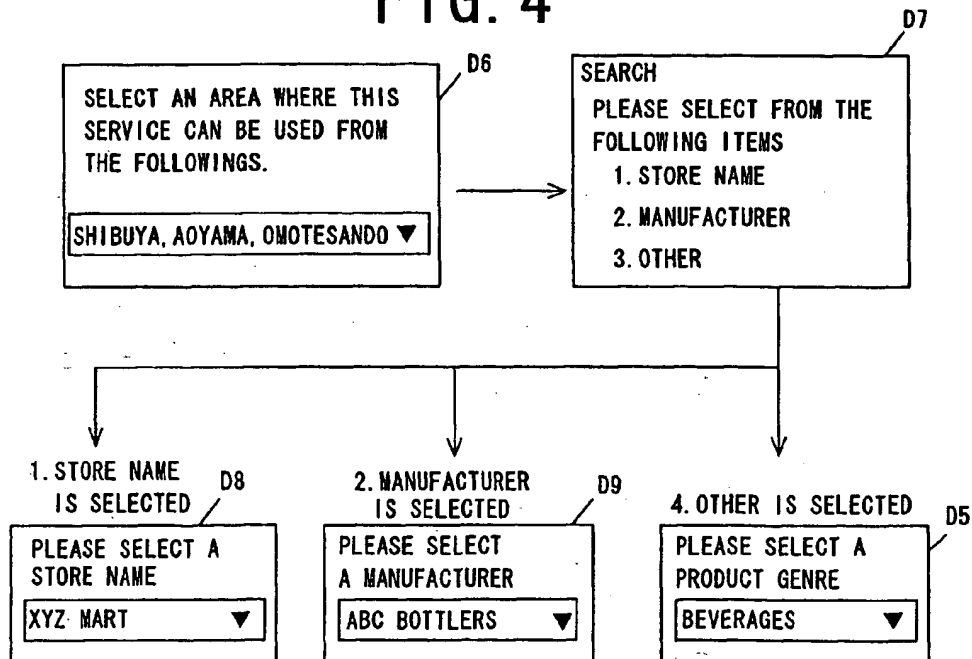 FIG. 4
D6
SELECT AN AREA WHERE THIS
SERVICE CAN BE USED FROM
THE FOLLOWINGS.
SHIBUYA, AOYAMA, OMOTESANDO ▼
D7
SEARCH
PLEASE SELECT FROM THE
FOLLOWING ITEMS
1. STORE NAME
2. MANUFACTURER
3. OTHER
1. STORE NAME
IS SELECTED
D8
PLEASE SELECT A
STORE NAME
XYZ MART ▼
2. MANUFACTURER
IS SELECTED
D9
PLEASE SELECT
A MANUFACTURER
ABC BOTTLERS ▼
4. OTHER IS SELECTED
D5
PLEASE SELECT A
PRODUCT GENRE
BEVERAGES ▼